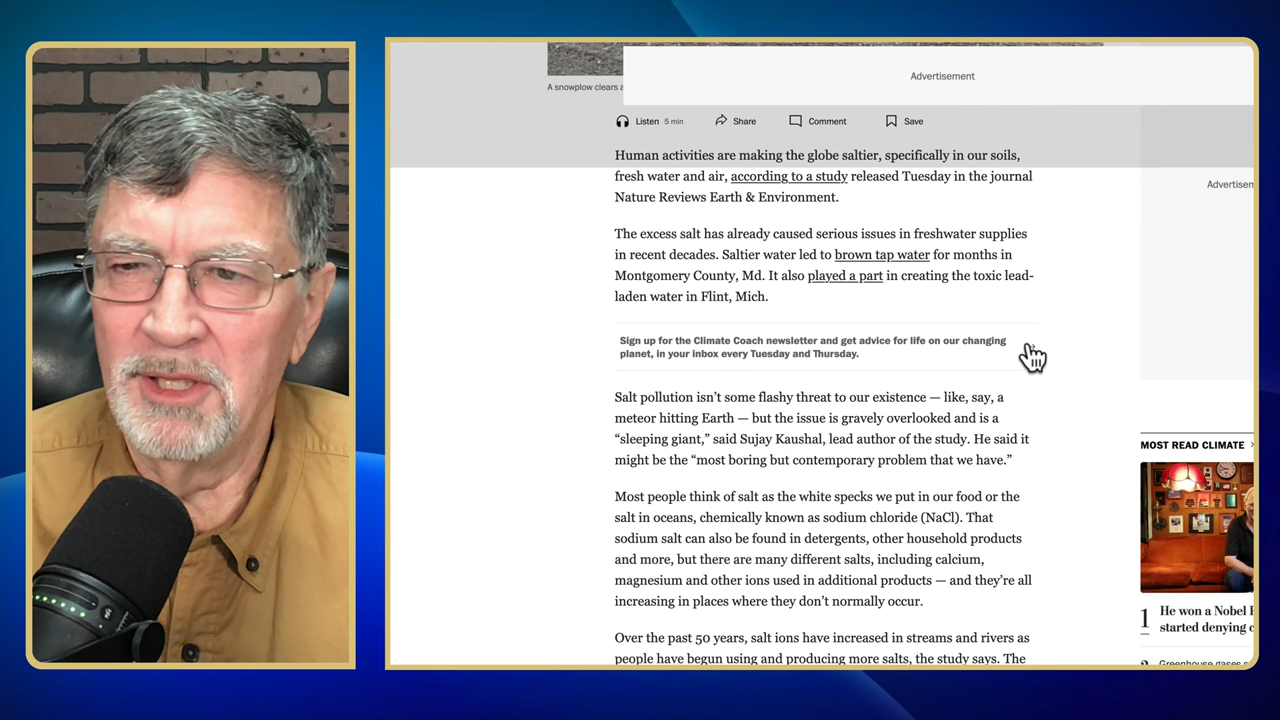 Advertisement
A snowplow clears
Listen 5 min Share Comment Save
Human activities are making the globe saltier, specifically in our soils,
fresh water and air, according to a study released Tuesday in the journal
Nature Reviews Earth & Environment.
The excess salt has already caused serious issues in freshwater supplies
in recent decades. Saltier water led to brown tap water for months in
Montgomery County, Md. It also played a part in creating the toxic lead-
laden water in Flint, Mich.
Sign up for the Climate Coach newsletter and get advice for life on our changing
planet, in your inbox every Tuesday and Thursday.
Salt pollution isn’t some flashy threat to our existence — like, say, a
meteor hitting Earth — but the issue is gravely overlooked and is a
“sleeping giant,” said Sujay Kaushal, lead author of the study. He said it
might be the “most boring but contemporary problem that we have.”
Most people think of salt as the white specks we put in our food or the
salt in oceans, chemically known as sodium chloride (NaCl). That
sodium salt can also be found in detergents, other household products
and more, but there are many different salts, including calcium,
magnesium and other ions used in additional products — and they’re all
increasing in places where they don’t normally occur.
Over the past 50 years, salt ions have increased in streams and rivers as
people have begun using and producing more salts, the study says. The
Advertisem
MOST READ CLIMATE
1 He won a Nobel
started denying c
Greenhouse gases